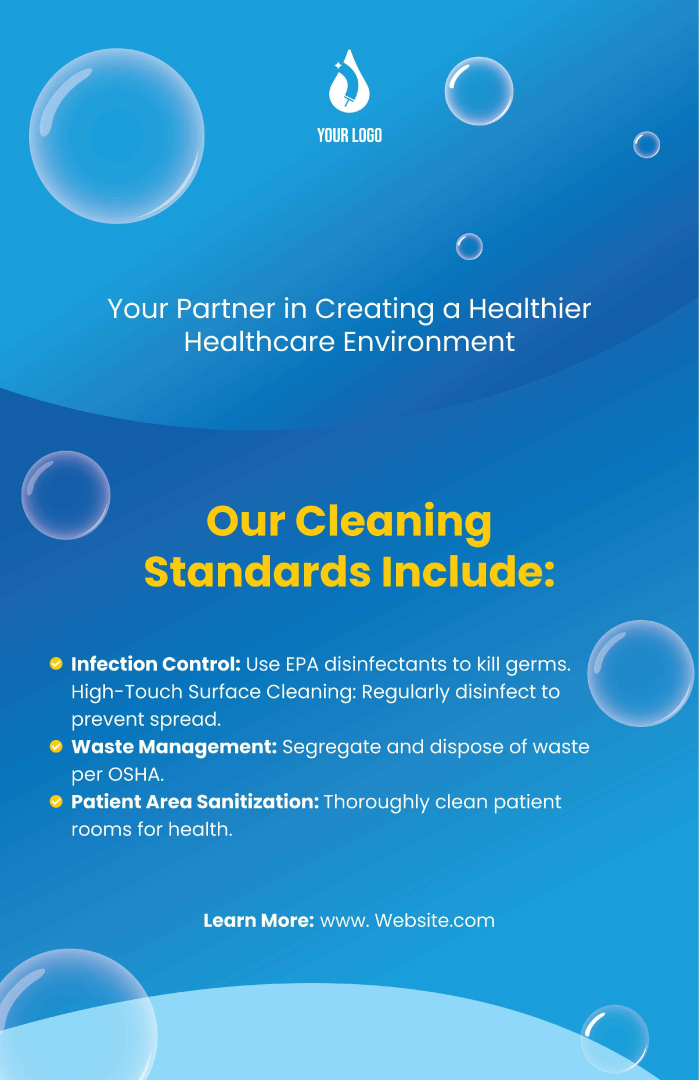 YOUR LOGO
Your Partner in Creating a Healthier
Healthcare Environment
Our Cleaning
Standards Include:
Infection Control: Use EPA disinfectants to kill germs.
High-Touch Surface Cleaning: Regularly disinfect to
prevent spread.
Waste Management: Segregate and dispose of waste
per OSHA.
Patient Area Sanitization: Thoroughly clean patient
rooms for health.
Learn More: www. Website.com